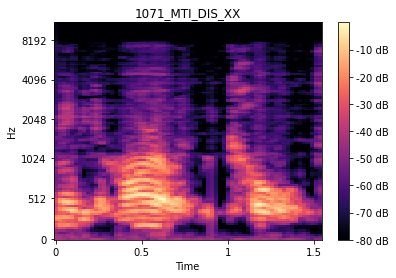 1071_MTI_DIS_XX
8192
4096
2048
1024
512
0
Hz
0
0.5
1
1.5
Time
-10 dB
-20 dB
-30 dB
-40 dB
-50 dB
-60 dB
-70 dB
-80 dB